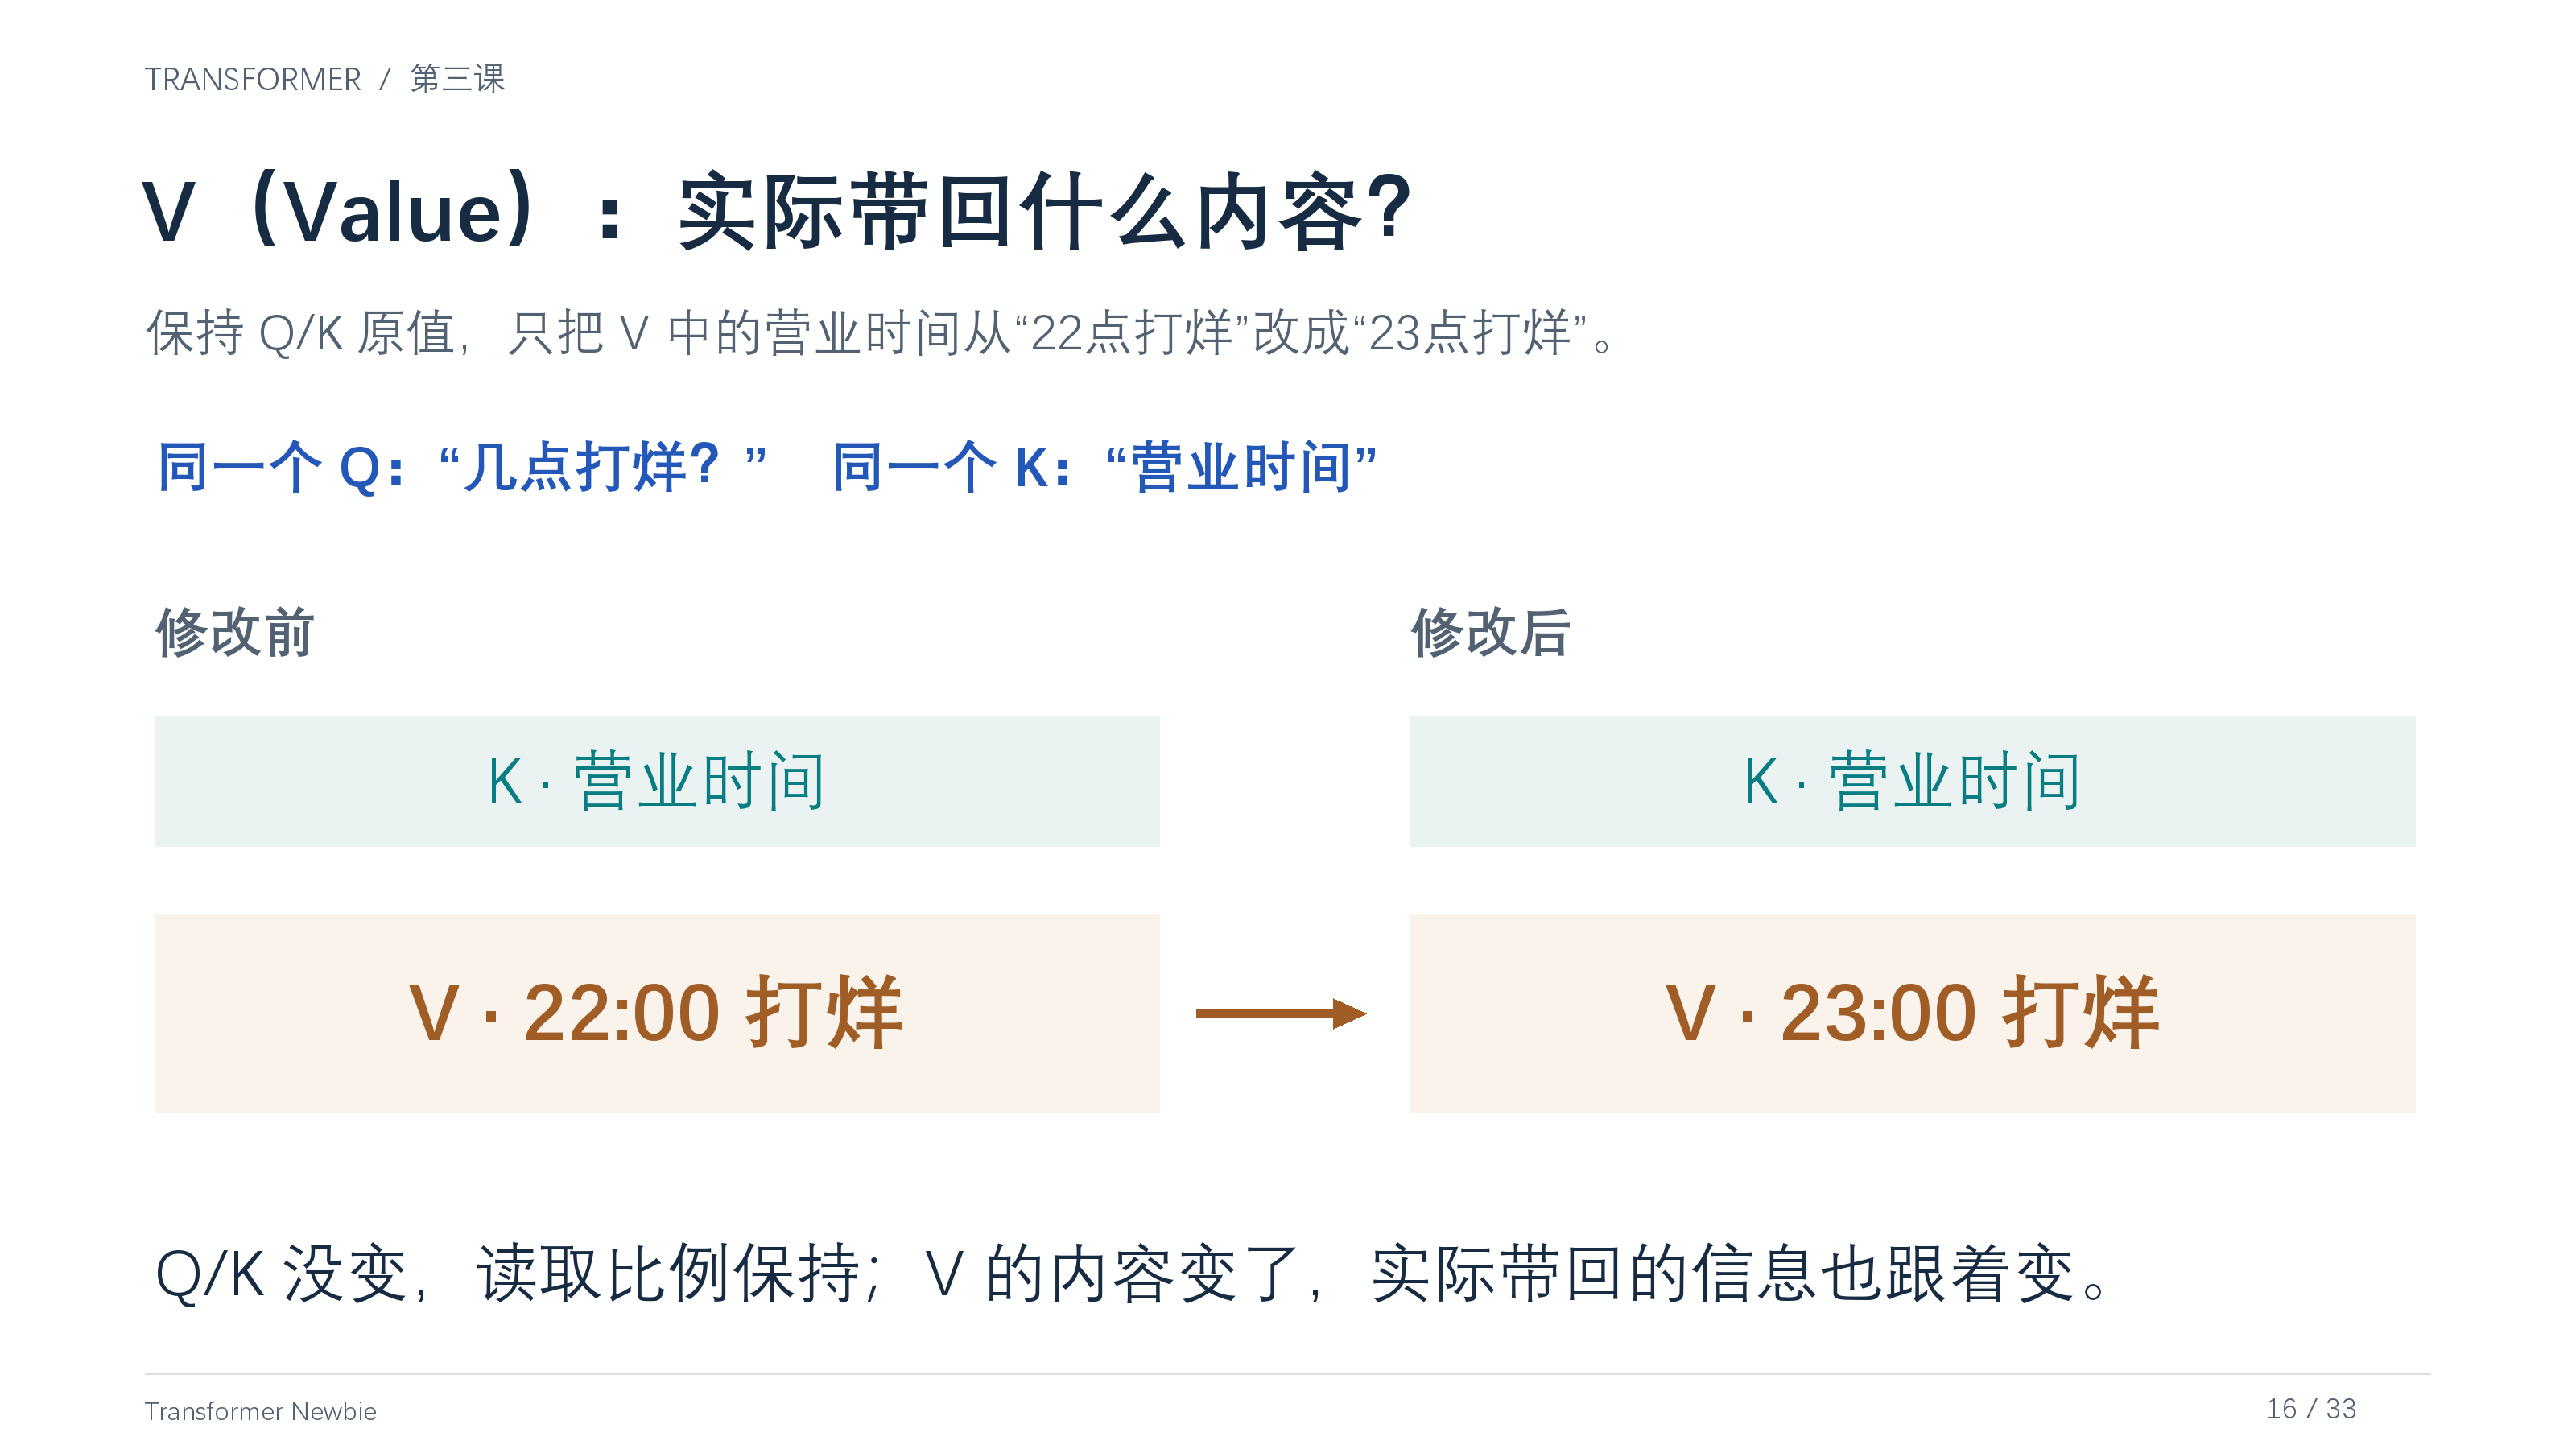 TRANSFORMER / 第三课
V（Value）：实际带回什么内容？
保持 Q/K 原值，只把 V 中的营业时间从“22点打烊”改成“23点打烊”。
同一个 Q：“几点打烊？” 同一个 K：“营业时间”
修改前 修改后
K · 营业时间 K · 营业时间
V · 22:00 打烊 V · 23:00 打烊
Q/K 没变，读取比例保持；V 的内容变了，实际带回的信息也跟着变。
Transformer Newbie 16 / 33